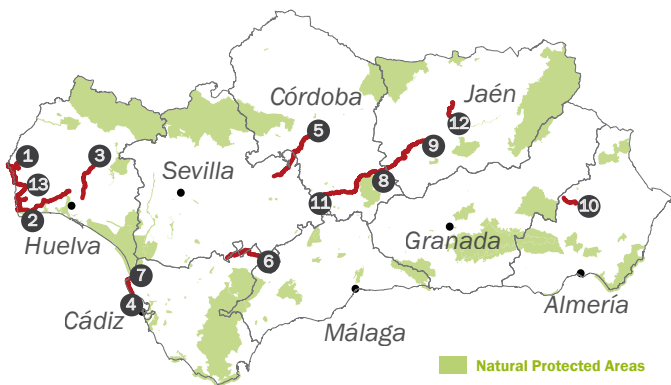 Córdoba
Jaén
5
12
1
3
9
Sevilla
13
8
11
10
2
Huelva
Granada
6
7
4
Cádiz
Málaga
Almería
Natural Protected Areas